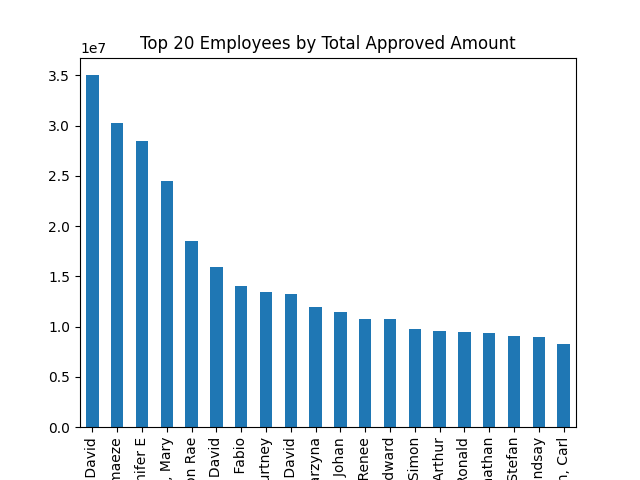 Top 20 Employees by Total Approved Amount
1e7
3.5
3.0
2.5
2.0
1.5
1.0
0.5
0.0
David
maeze
nifer E
, Mary
on Rae
David
Fabio
urtney
David
arzyna
Johan
Renee
dward
Simon
Arthur
Ronald
nathan
Stefan
ndsay
n, Carl